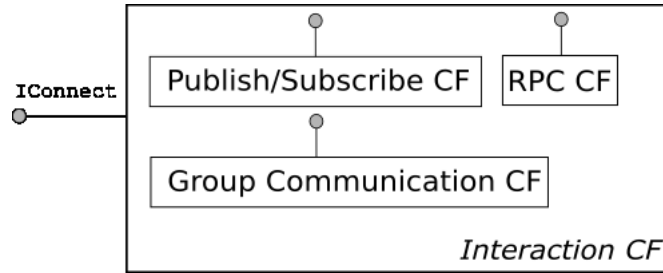 IConnect
Publish/Subscribe CF
RPC CF
Group Communication CF
Interaction CF